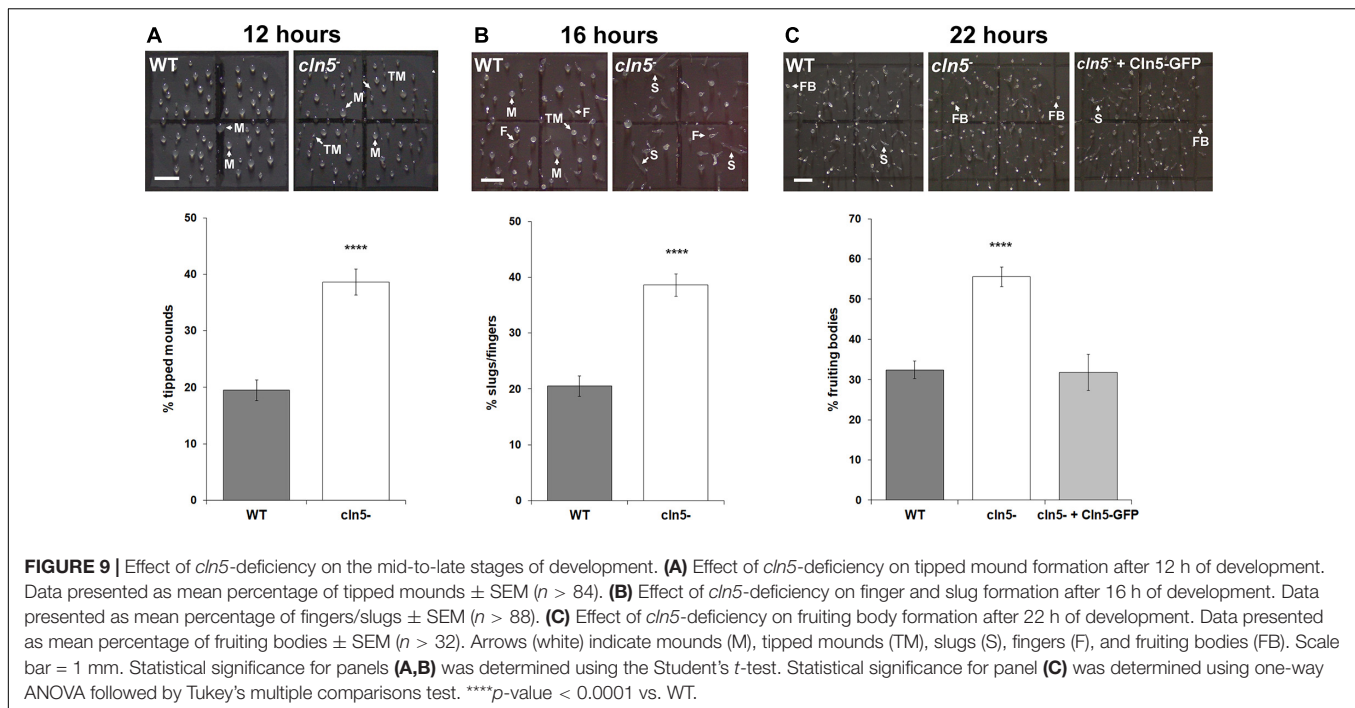 A 12 hours
B 16 hours
C 22 hours
WT
cln5-
WT
cln5-
WT
cln5-
cln5- + Cln5-GFP
M
M
TM
M
TM
M
M
F
F
TM
M
S
F
S
S
FB
S
FB
FB
S
FB
50
40
30
20
10
0
% tipped mounds
****
WT
cln5-
50
40
30
20
10
0
% slugs/fingers
****
WT
cln5-
70
60
50
40
30
20
10
0
% fruiting bodies
****
WT
cln5-
cln5- + Cln5-GFP
FIGURE 9 | Effect of cln5-deficiency on the mid-to-late stages of development. (A) Effect of cln5-deficiency on tipped mound formation after 12 h of development.
Data presented as mean percentage of tipped mounds ± SEM (n > 84). (B) Effect of cln5-deficiency on finger and slug formation after 16 h of development. Data
presented as mean percentage of fingers/slugs ± SEM (n > 88). (C) Effect of cln5-deficiency on fruiting body formation after 22 h of development. Data presented
as mean percentage of fruiting bodies ± SEM (n > 32). Arrows (white) indicate mounds (M), tipped mounds (TM), slugs (S), fingers (F), and fruiting bodies (FB). Scale
bar = 1 mm. Statistical significance for panels (A,B) was determined using the Student's t-test. Statistical significance for panel (C) was determined using one-way
ANOVA followed by Tukey's multiple comparisons test. ****p-value < 0.0001 vs. WT.